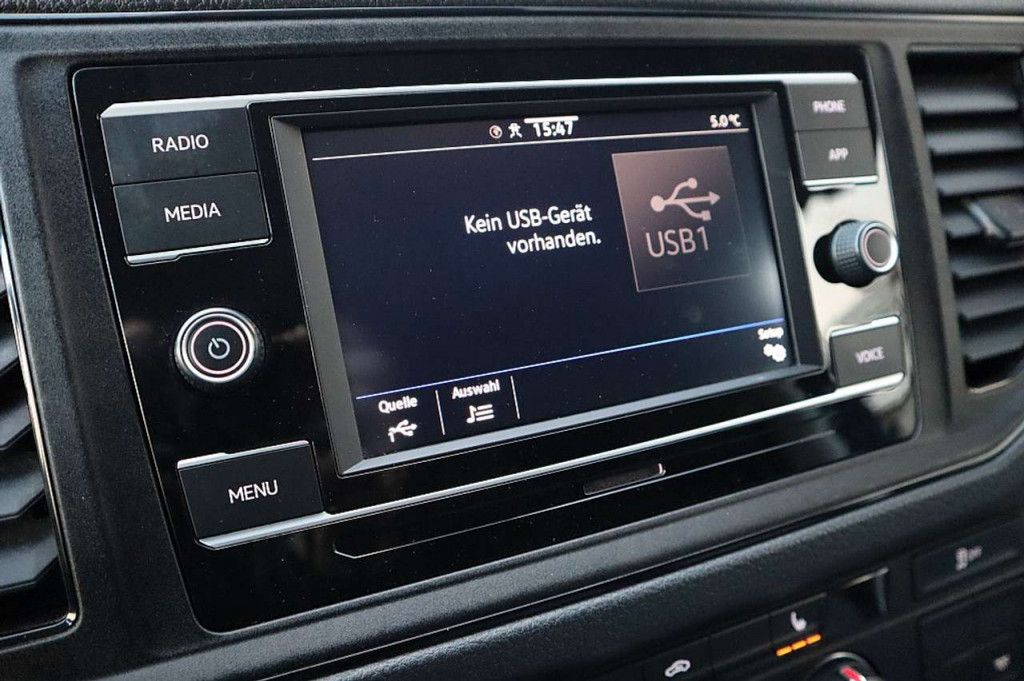 RADIO
MEDIA
MENU
15:47
5.0°C
Kein USB-Gerät
vorhanden.
USB1
Quelle
Auswahl
Setup
PHONE
APP
VOICE